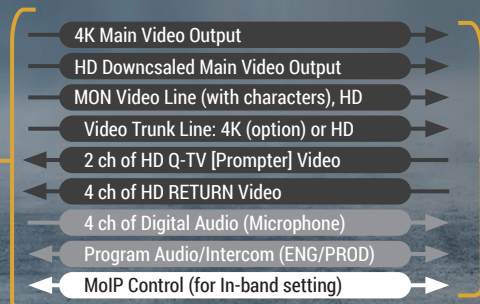 4K Main Video Output
HD Downcsaled Main Video Output
MON Video Line (with characters), HD
Video Trunk Line: 4K (option) or HD
2 ch of HD Q-TV [Prompter] Video
4 ch of HD RETURN Video
4 ch of Digital Audio (Microphone)
Program Audio/Intercom (ENG/PROD)
MoIP Control (for In-band setting)